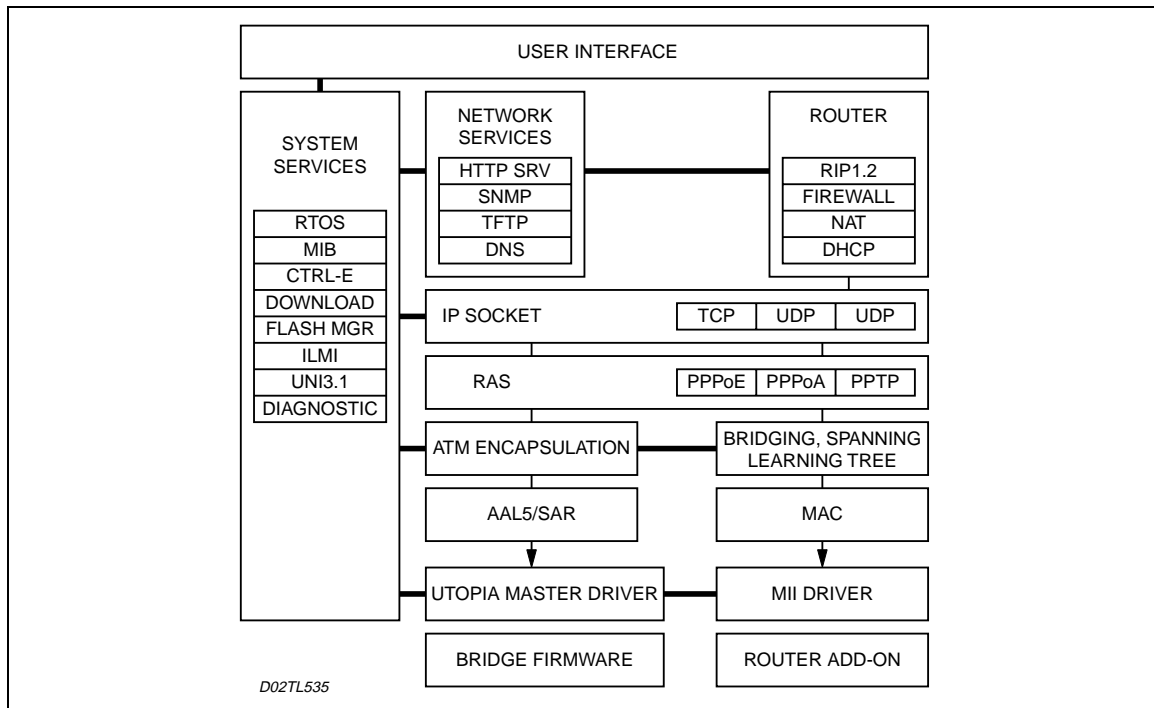 USER INTERFACE
SYSTEM
SERVICES
RTOS
MIB
CTRL-E
DOWNLOAD
FLASH MGR
ILMI
UNI3.1
DIAGNOSTIC
NETWORK
SERVICES
HTTP SRV
SNMP
TFTP
DNS
ROUTER
RIP1.2
FIREWALL
NAT
DHCP
IP SOCKET
TCP
UDP
UDP
RAS
PPPoE
PPPoA
PPTP
ATM ENCAPSULATION
BRIDGING, SPANNING
LEARNING TREE
AAL5/SAR
MAC
UTOPIA MASTER DRIVER
MII DRIVER
BRIDGE FIRMWARE
ROUTER ADD-ON
D02TL535